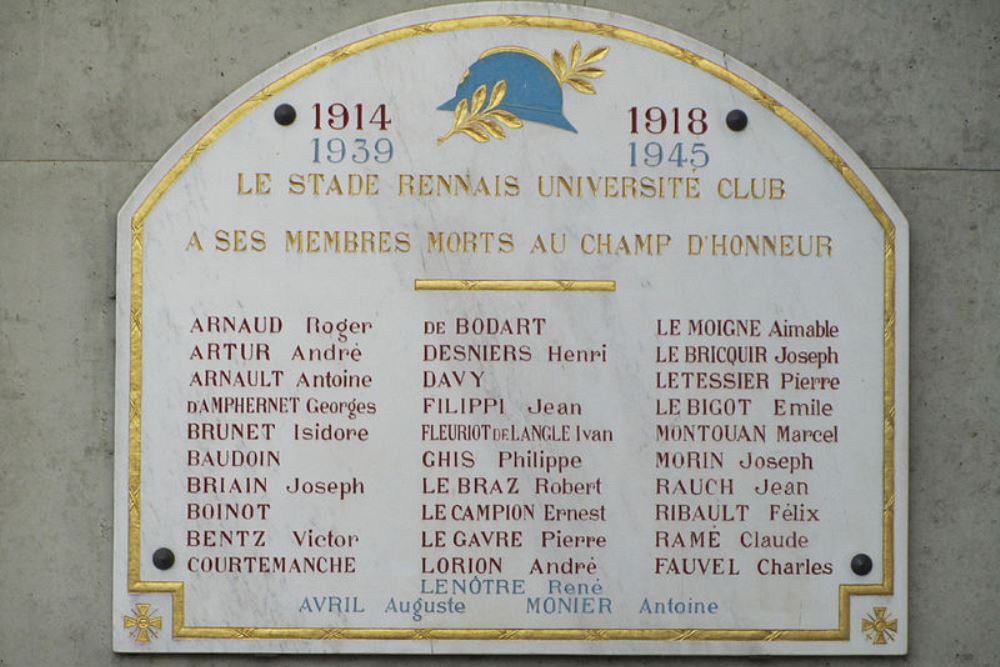 1914 1918
1939 1945
LE STADE RENNAIS UNIVERSITÉ CLUB
A SES MEMBRES MORTS AU CHAMP D'HONNEUR
ARNAUD Roger
ARTUR André
ARNAULT Antoine
D'AMPHERNET Georges
BRUNET Isidore
BAUDOIN
BRIAIN Joseph
BOINOT
BENTZ Victor
COURTEMANCHE
DE BODART
DESNIERS Henri
DAVY
FILIPPI Jean
FLEURIOT DE LANGLE Ivan
GHIS Philippe
LE BRAZ Robert
LE CAMPION Ernest
LE GAVRE Pierre
LORION André
LE MOIGNE Aimable
LE BRICQUIR Joseph
LETESSIER Pierre
LE BIGOT Emile
MONTOUAN Marcel
MORIN Joseph
RAUCH Jean
RIBAULT Félix
RAMÉ Claude
FAUVEL Charles
LENÔTRE René
AVRIL Auguste MONIER Antoine